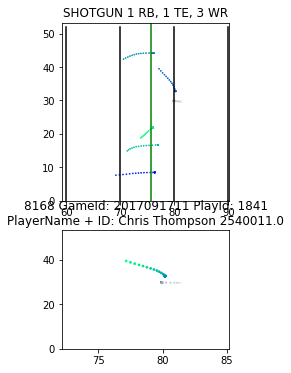 SHOTGUN 1 RB, 1 TE, 3 WR
50
40
30
20
10
0
60 70 80 90
8168 GameId: 2017091711 PlayId: 1841
PlayerName + ID: Chris Thompson 2540011.0
40
20
0
75 80 85